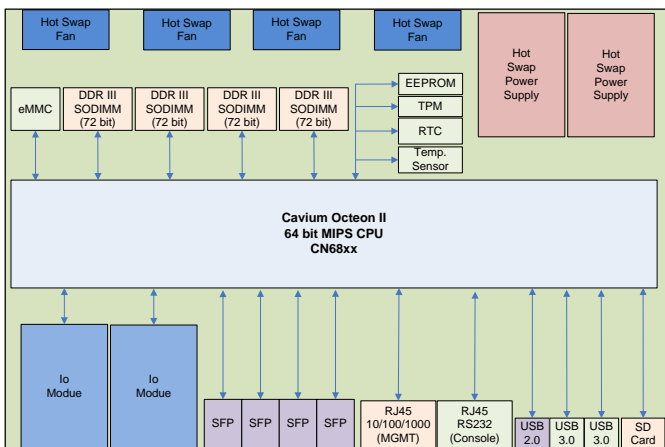 Hot Swap
Fan
Hot Swap
Fan
Hot Swap
Fan
Hot Swap
Fan
Hot
Swap
Power
Supply
Hot
Swap
Power
Supply
eMMC
DDR III
SODIMM
(72 bit)
DDR III
SODIMM
(72 bit)
DDR III
SODIMM
(72 bit)
DDR III
SODIMM
(72 bit)
EEPROM
TPM
RTC
Temp.
Sensor
Cavium Octeon II
64 bit MIPS CPU
CN68xx
Io
Modue
Io
Modue
SFP
SFP
SFP
SFP
RJ45
10/100/1000
(MGMT)
RJ45
RS232
(Console)
USB
2.0
USB
3.0
USB
3.0
SD
Card